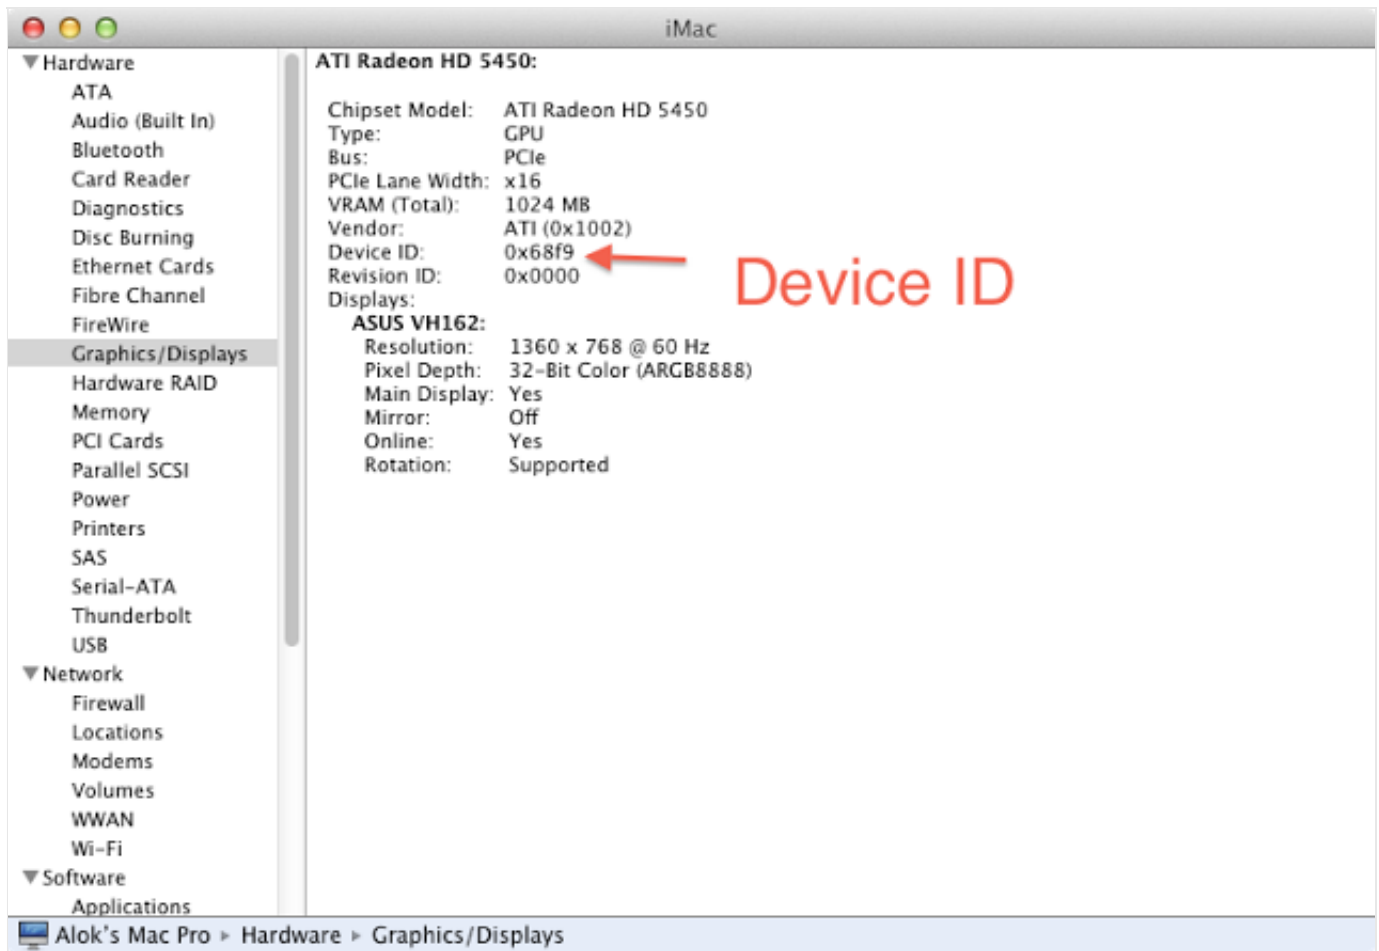 iMac
Hardware
ATA
Audio (Built In)
Bluetooth
Card Reader
Diagnostics
Disc Burning
Ethernet Cards
Fibre Channel
FireWire
Graphics/Displays
Hardware RAID
Memory
PCI Cards
Parallel SCSI
Power
Printers
SAS
Serial-ATA
Thunderbolt
USB
Network
Firewall
Locations
Modems
Volumes
WWAN
Wi-Fi
Software
Applications
ATI Radeon HD 5450:
Chipset Model: ATI Radeon HD 5450
Type: GPU
Bus: PCIe
PCIe Lane Width: x16
VRAM (Total): 1024 MB
Vendor: ATI (0x1002)
Device ID: 0x68f9
Revision ID: 0x0000
Displays:
ASUS VH162:
Resolution: 1360 x 768 @ 60 Hz
Pixel Depth: 32-Bit Color (ARGB8888)
Main Display: Yes
Mirror: Off
Online: Yes
Rotation: Supported
Device ID
Alok's Mac Pro ▸ Hardware ▸ Graphics/Displays